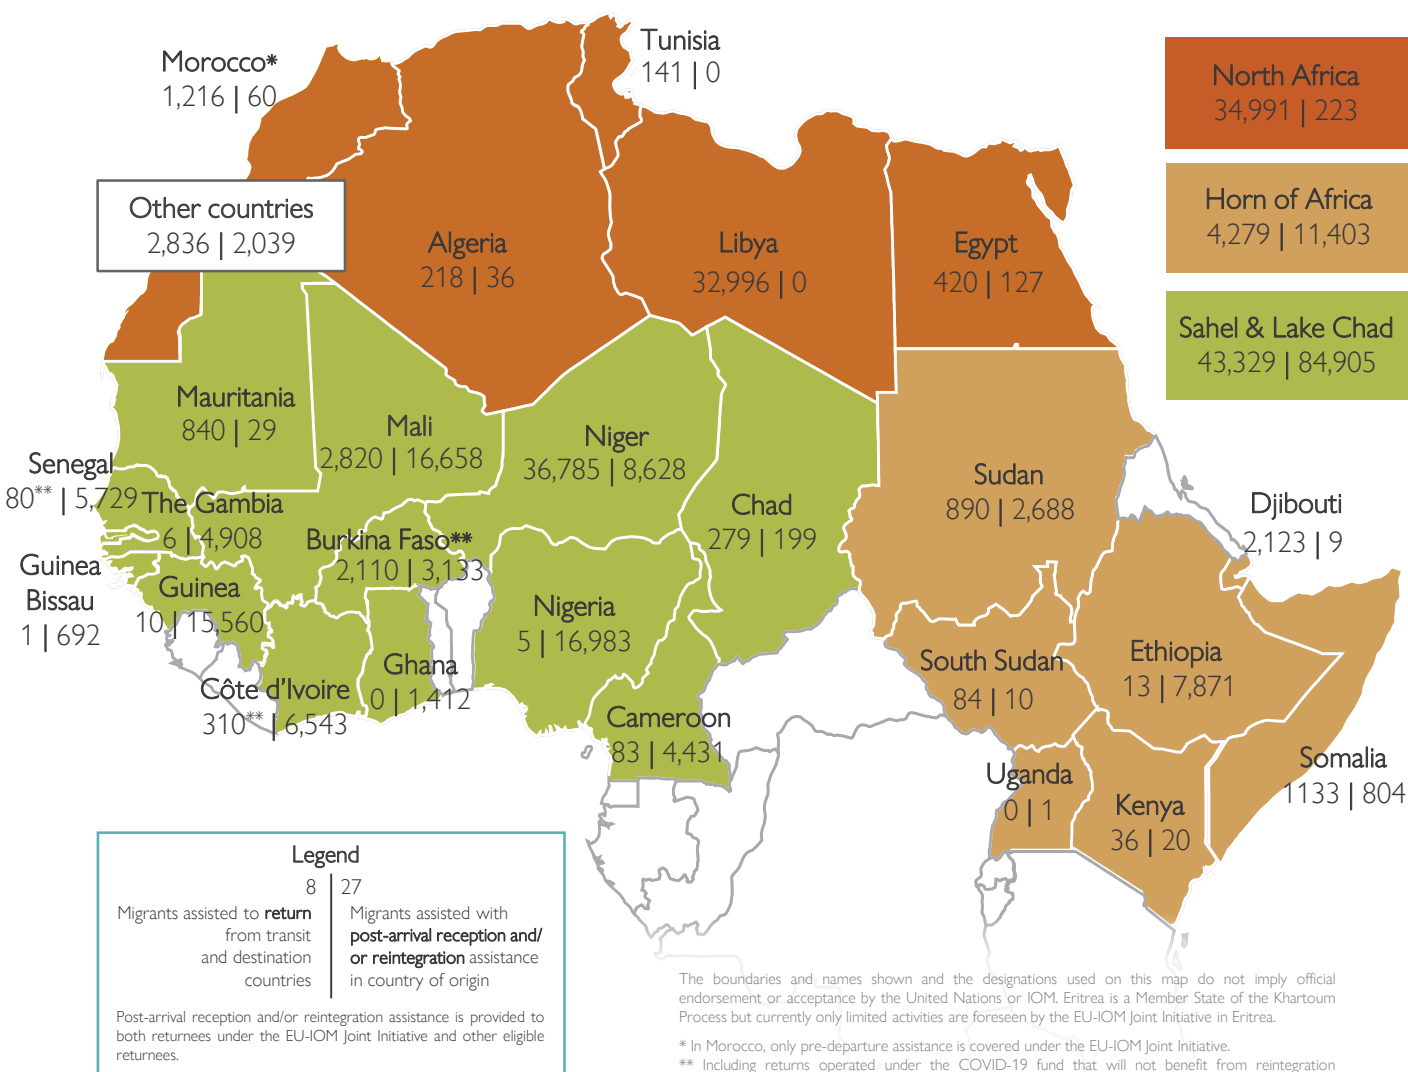 Morocco*
1,216 | 60
Tunisia
141 | 0
North Africa
34,991 | 223
Horn of Africa
4,279 | 11,403
Sahel & Lake Chad
43,329 | 84,905
Other countries
2,836 | 2,039
Algeria
218 | 36
Libya
32,996 | 0
Egypt
420 | 127
Mauritania
840 | 29
Mali
2,820 | 16,658
Niger
36,785 | 8,628
Chad
279 | 199
Sudan
890 | 2,688
Djibouti
2,123 | 9
Senegal
80** | 5,729
The Gambia
6 | 4,908
Burkina Faso**
2,110 | 3,133
Guinea
Bissau
1 | 692
Guinea
10 | 15,560
Nigeria
5 | 16,983
Ghana
0 | 1,412
Côte d'Ivoire
310** | 6,543
Cameroon
83 | 4,431
South Sudan
84 | 10
Ethiopia
13 | 7,871
Uganda
0 | 1
Kenya
36 | 20
Somalia
1133 | 804
Legend
8 | 27
Migrants assisted to return
from transit
and destination
countries
Migrants assisted with
post-arrival reception and/
or reintegration assistance
in country of origin
Post-arrival reception and/or reintegration assistance is provided to
both returnees under the EU-IOM Joint Initiative and other eligible
returnees.
The boundaries and names shown and the designations used on this map do not imply official
endorsement or acceptance by the United Nations or IOM. Eritrea is a Member State of the Khartoum
Process but currently only limited activities are foreseen by the EU-IOM Joint Initiative in Eritrea.
* In Morocco, only pre-departure assistance is covered under the EU-IOM Joint Initiative.
** Including returns operated under the COVID-19 fund that will not benefit from reintegration